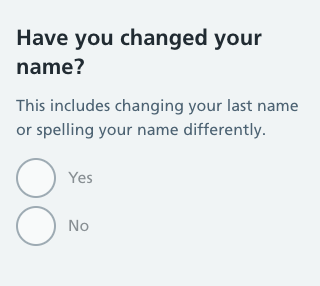 Have you changed your
name?
This includes changing your last name
or spelling your name differently.
Yes
No